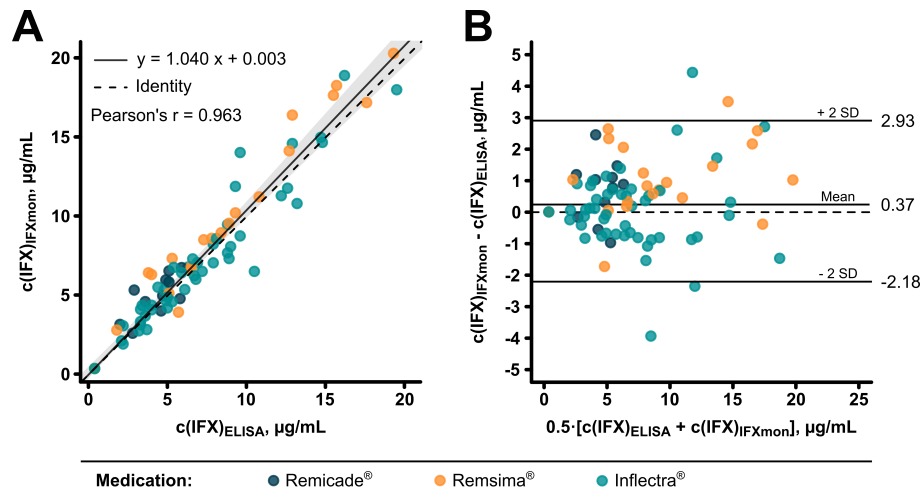 A
y = 1.040 x + 0.003
Identity
Pearson's r = 0.963
c(IFX)IFXmon, µg/mL
20
15
10
5
0
0 5 10 15 20
c(IFX)ELISA, µg/mL
B
c(IFX)IFXmon - c(IFX)ELISA, µg/mL
5
4
3
2
1
0
-1
-2
-3
-4
-5
+ 2 SD
2.93
Mean
0.37
- 2 SD
-2.18
0 5 10 15 20 25
0.5·[c(IFX)ELISA + c(IFX)IFXmon], µg/mL
Medication: Remicade® Remsima® Inflectra®